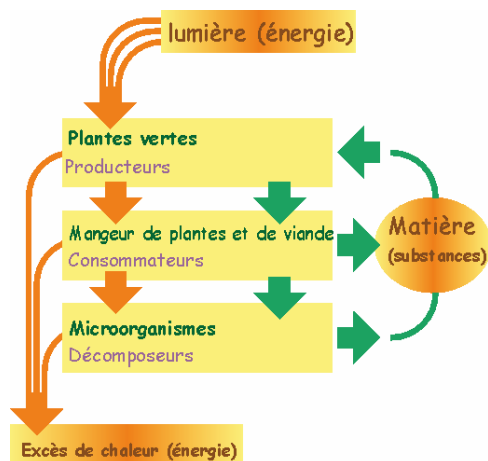 lumière (énergie)
Plantes vertes
Producteurs
Mangeur de plantes et de viande
Consommateurs
Matière
(substances)
Microorganismes
Décomposeurs
Excès de chaleur (énergie)